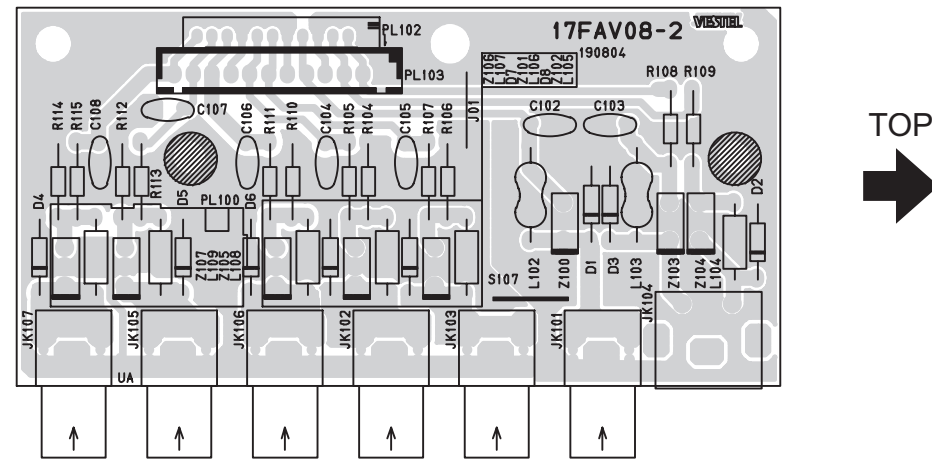 PL102
17FAV08-2
VESTEL
190804
PL103
Z106
L107
D7
Z101
L106
D8
Z102
L105
R108 R109
TOP
C107
J01
C102 C103
R114
R115
C108
R112
C106
R111
R110
C104
R105
R104
C105
R107
R106
D4
R113
D5
PL100
D6
D2
Z107
L109
Z105
L108
S107
L102
Z100
D1
D3
L103
Z103
Z104
L104
JK107
JK105
JK106
JK102
JK103
JK101
JK104
UA